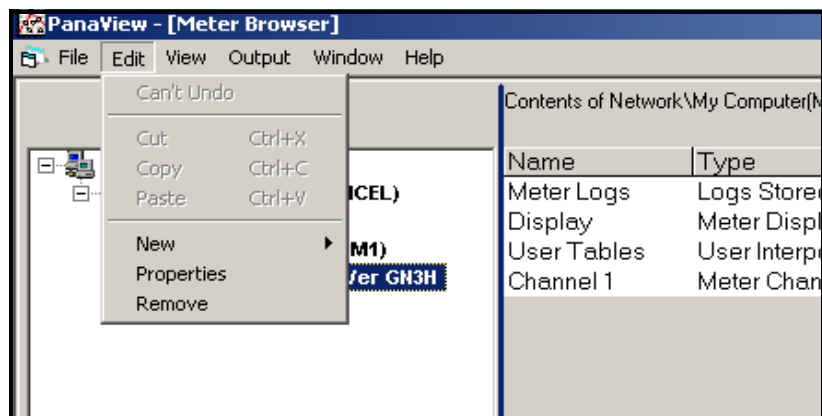 PanaView - [Meter Browser]
File Edit View Output Window Help
Can't Undo
Cut Ctrl+X
Copy Ctrl+C
Paste Ctrl+V
New
Properties
Remove
ICEL)
M1)
Ver GN3H
Contents of Network\My Computer(
Name Type
Meter Logs Logs Store
Display Meter Displ
User Tables User Interp
Channel 1 Meter Chan